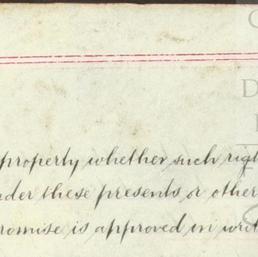 property whether such righ
nder these presents or other
romise is approved in writ